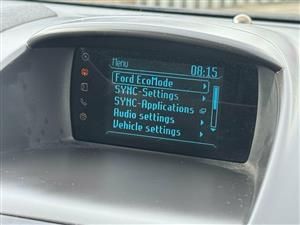 Menu 08:15
Ford EcoMode
SYNC-Settings
SYNC-Applications
Audio settings
Vehicle settings